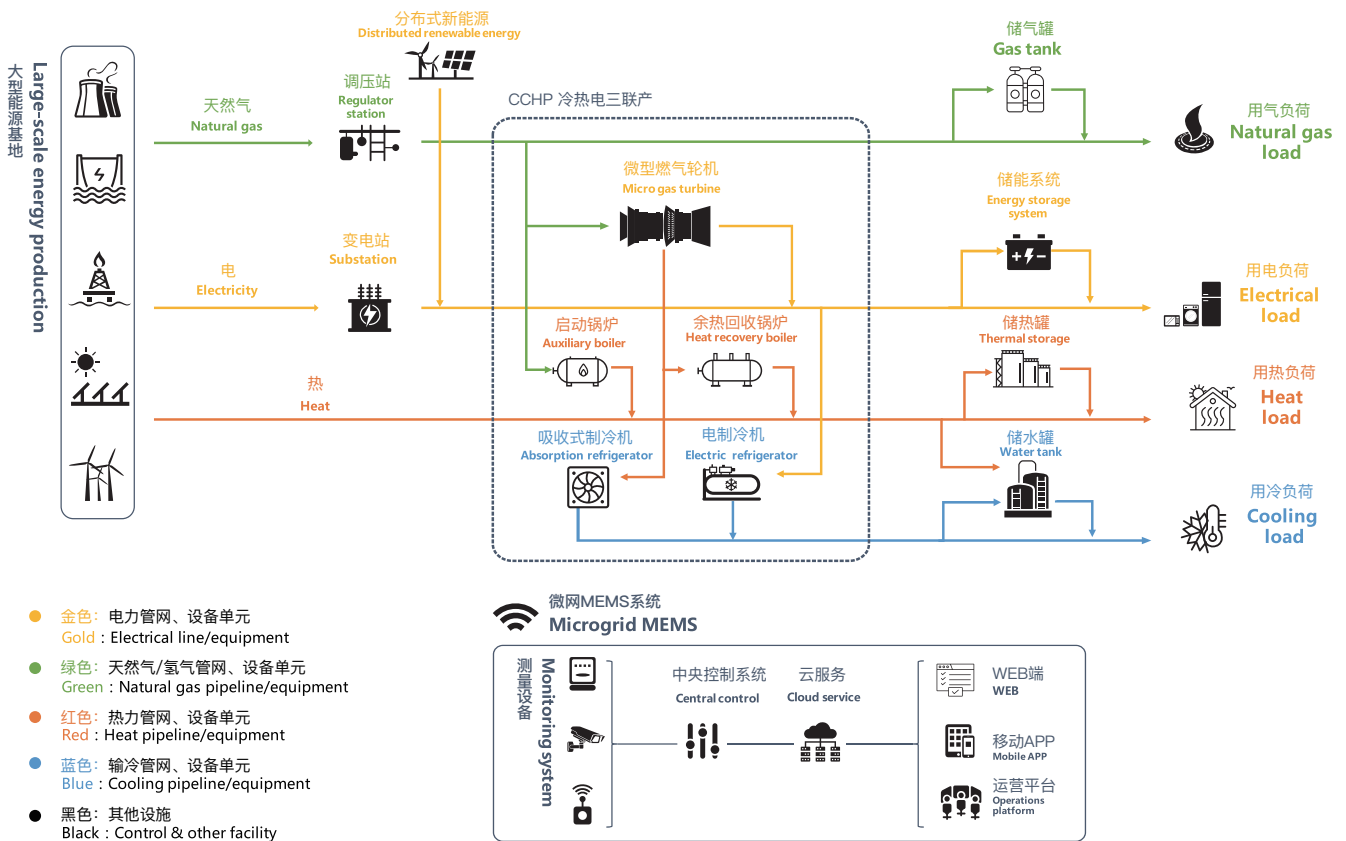 大型能源基地
Large-scale energy production
天然气
Natural gas
电
Electricity
热
Heat
调压站
Regulator
station
变电站
Substation
分布式新能源
Distributed renewable energy
CCHP 冷热电三联产
微型燃气轮机
Micro gas turbine
启动锅炉
Auxiliary boiler
余热回收锅炉
Heat recovery boiler
吸收式制冷机
Absorption refrigerator
电制冷机
Electric refrigerator
储气罐
Gas tank
储能系统
Energy storage
system
储热罐
Thermal storage
储水罐
Water tank
用气负荷
Natural gas
load
用电负荷
Electrical
load
用热负荷
Heat
load
用冷负荷
Cooling
load
金色：电力管网、设备单元
Gold : Electrical line/equipment
绿色：天然气/氢气管网、设备单元
Green : Natural gas pipeline/equipment
红色：热力管网、设备单元
Red : Heat pipeline/equipment
蓝色：输冷管网、设备单元
Blue : Cooling pipeline/equipment
黑色：其他设施
Black : Control & other facility
微网MEMS系统
Microgrid MEMS
测量设备
Monitoring system
中央控制系统
Central control
云服务
Cloud service
WEB端
WEB
移动APP
Mobile APP
运营平台
Operations
platform